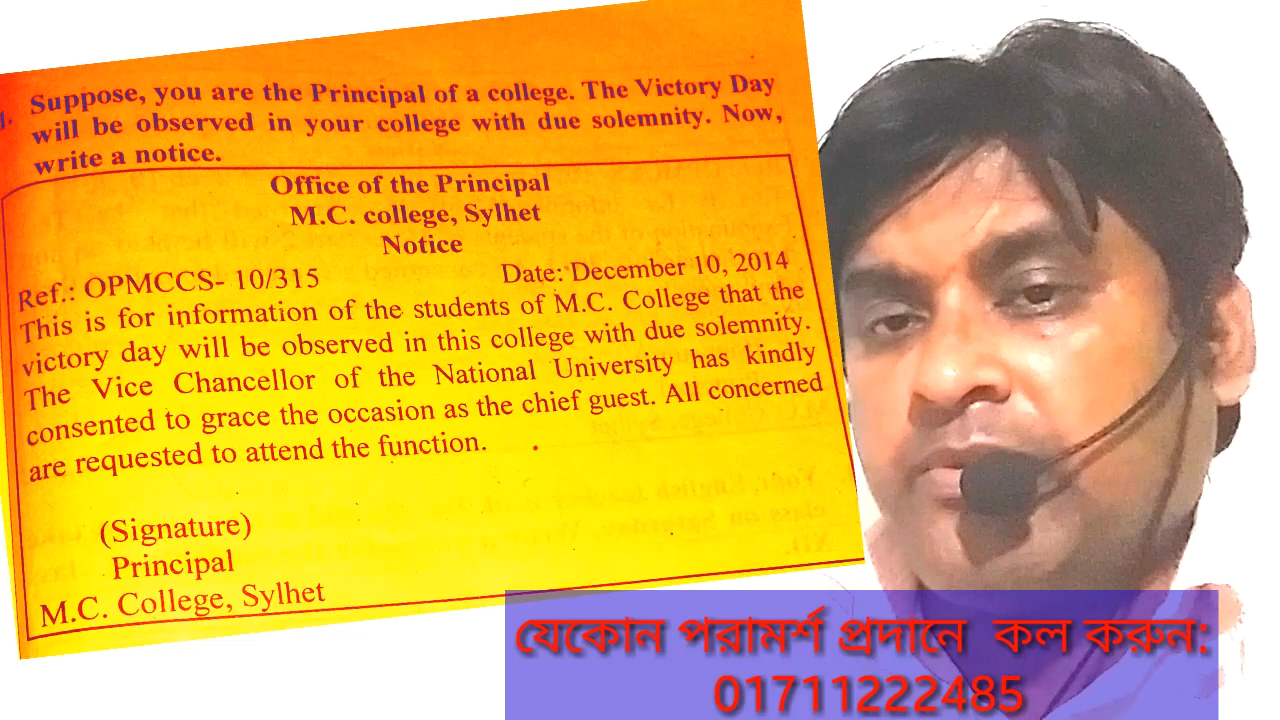 Suppose, you are the Principal of a college. The Victory Day
will be observed in your college with due solemnity. Now,
write a notice.
Office of the Principal
M.C. college, Sylhet
Notice
Ref.: OPMCCS- 10/315 Date: December 10, 2014
This is for information of the students of M.C. College that the
victory day will be observed in this college with due solemnity.
The Vice Chancellor of the National University has kindly
consented to grace the occasion as the chief guest. All concerned
are requested to attend the function.
(Signature)
Principal
M.C. College, Sylhet
যেকোন পরামর্শ প্রদানে কল করুন:
01711222485